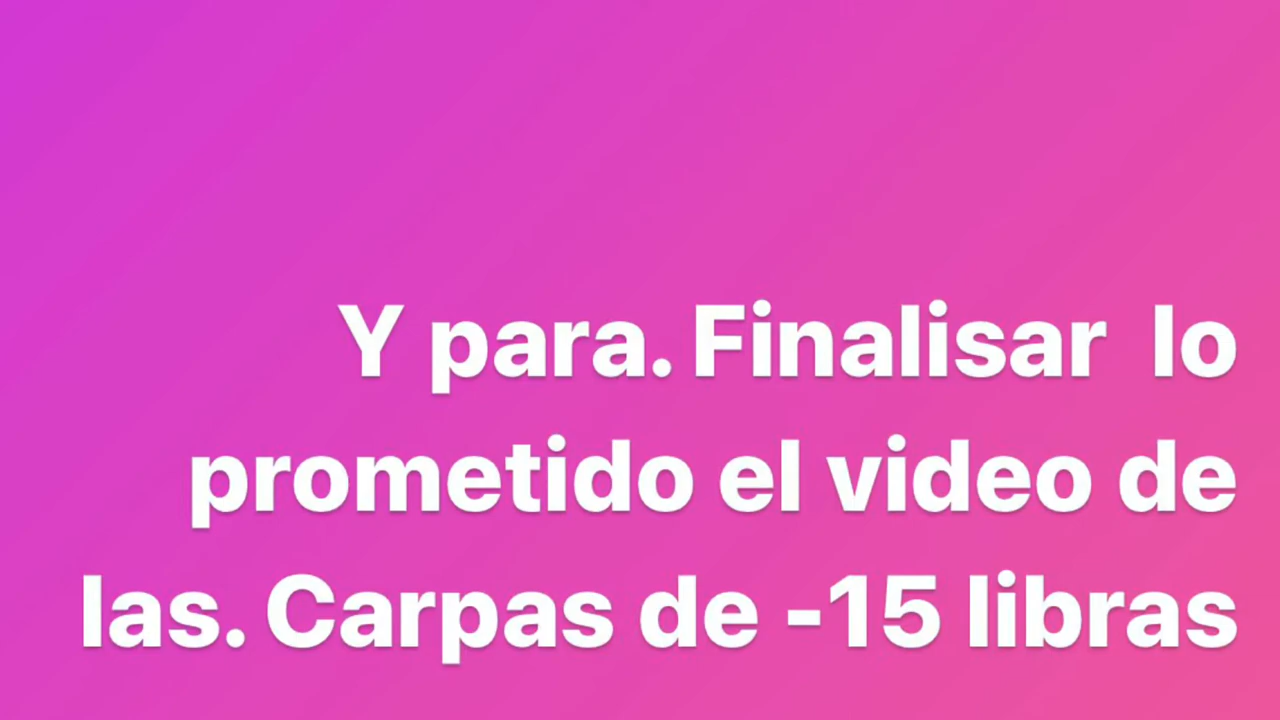 Y para. Finalisar  lo
prometido el video de
las. Carpas de -15 libras